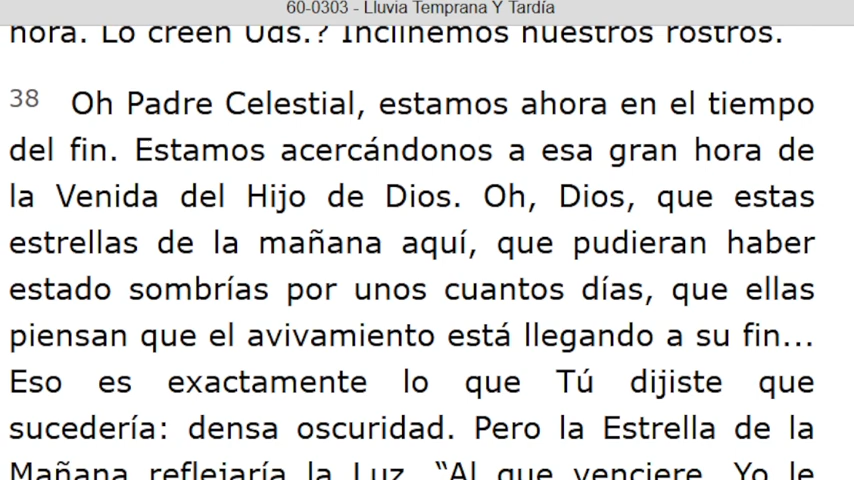 60-0303 - Lluvia Temprana Y Tardía
hora. Lo creen Uds.? Inclinemos nuestros rostros.
38 Oh Padre Celestial, estamos ahora en el tiempo
del fin. Estamos acercándonos a esa gran hora de
la Venida del Hijo de Dios. Oh, Dios, que estas
estrellas de la mañana aquí, que pudieran haber
estado sombrías por unos cuantos días, que ellas
piensan que el avivamiento está llegando a su fin...
Eso es exactamente lo que Tú dijiste que
sucedería: densa oscuridad. Pero la Estrella de la
Mañana reflejaría la Luz. “Al que venciere, Yo le